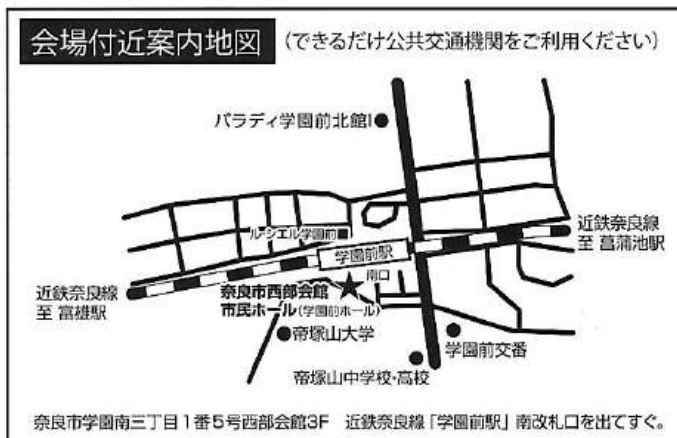 会場付近案内地図 (できるだけ公共交通機関をご利用ください)
パラディ学園前北館Ⅰ
ル・シエル学園前
学園前駅
近鉄奈良線
至 菖蒲池駅
南口
近鉄奈良線
至 富雄駅
奈良市西部会館
市民ホール(学園前ホール)
帝塚山大学
学園前交番
帝塚山中学校・高校
奈良市学園南三丁目1番5号西部会館3F 近鉄奈良線「学園前駅」南改札口を出てすぐ。